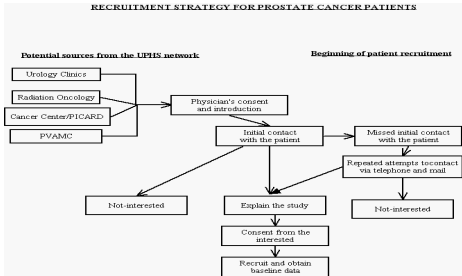 RECRUITMENT STRATEGY FOR PROSTATE CANCER PATIENTS
Potential sources from the UPHS network
Beginning of patient recruitment
Urology Clinics
Radiation Oncology
Cancer Center/PICARD
PVAMC
Physician's consent
and introduction
Initial contact
with the patient
Missed initial contact
with the patient
Repeated attempts tocontact
via telephone and mail
Not-interested
Explain the study
Not-interested
Consent from the
interested
Recruit and obtain
baseline data